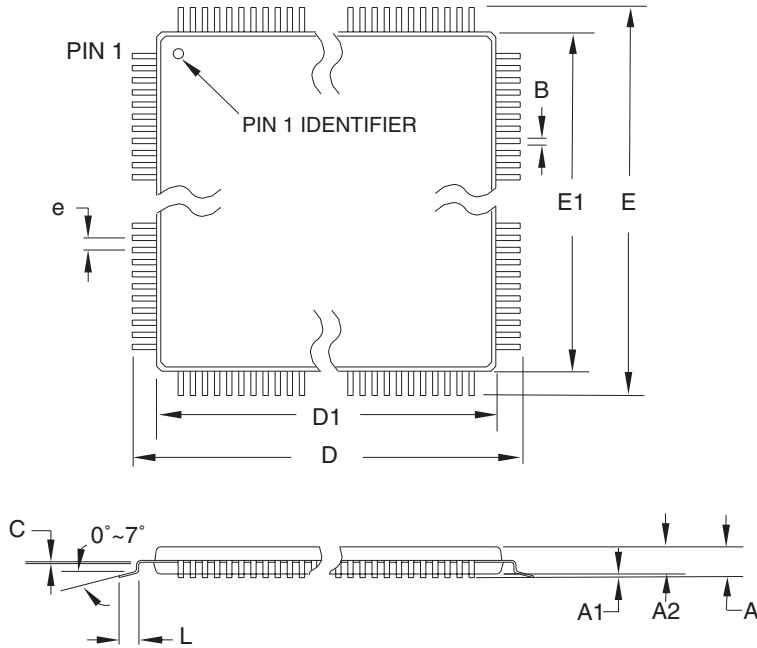 PIN 1
PIN 1 IDENTIFIER
B
e
E1
E
D1
D
C
0°~7°
L
A1
A2
A